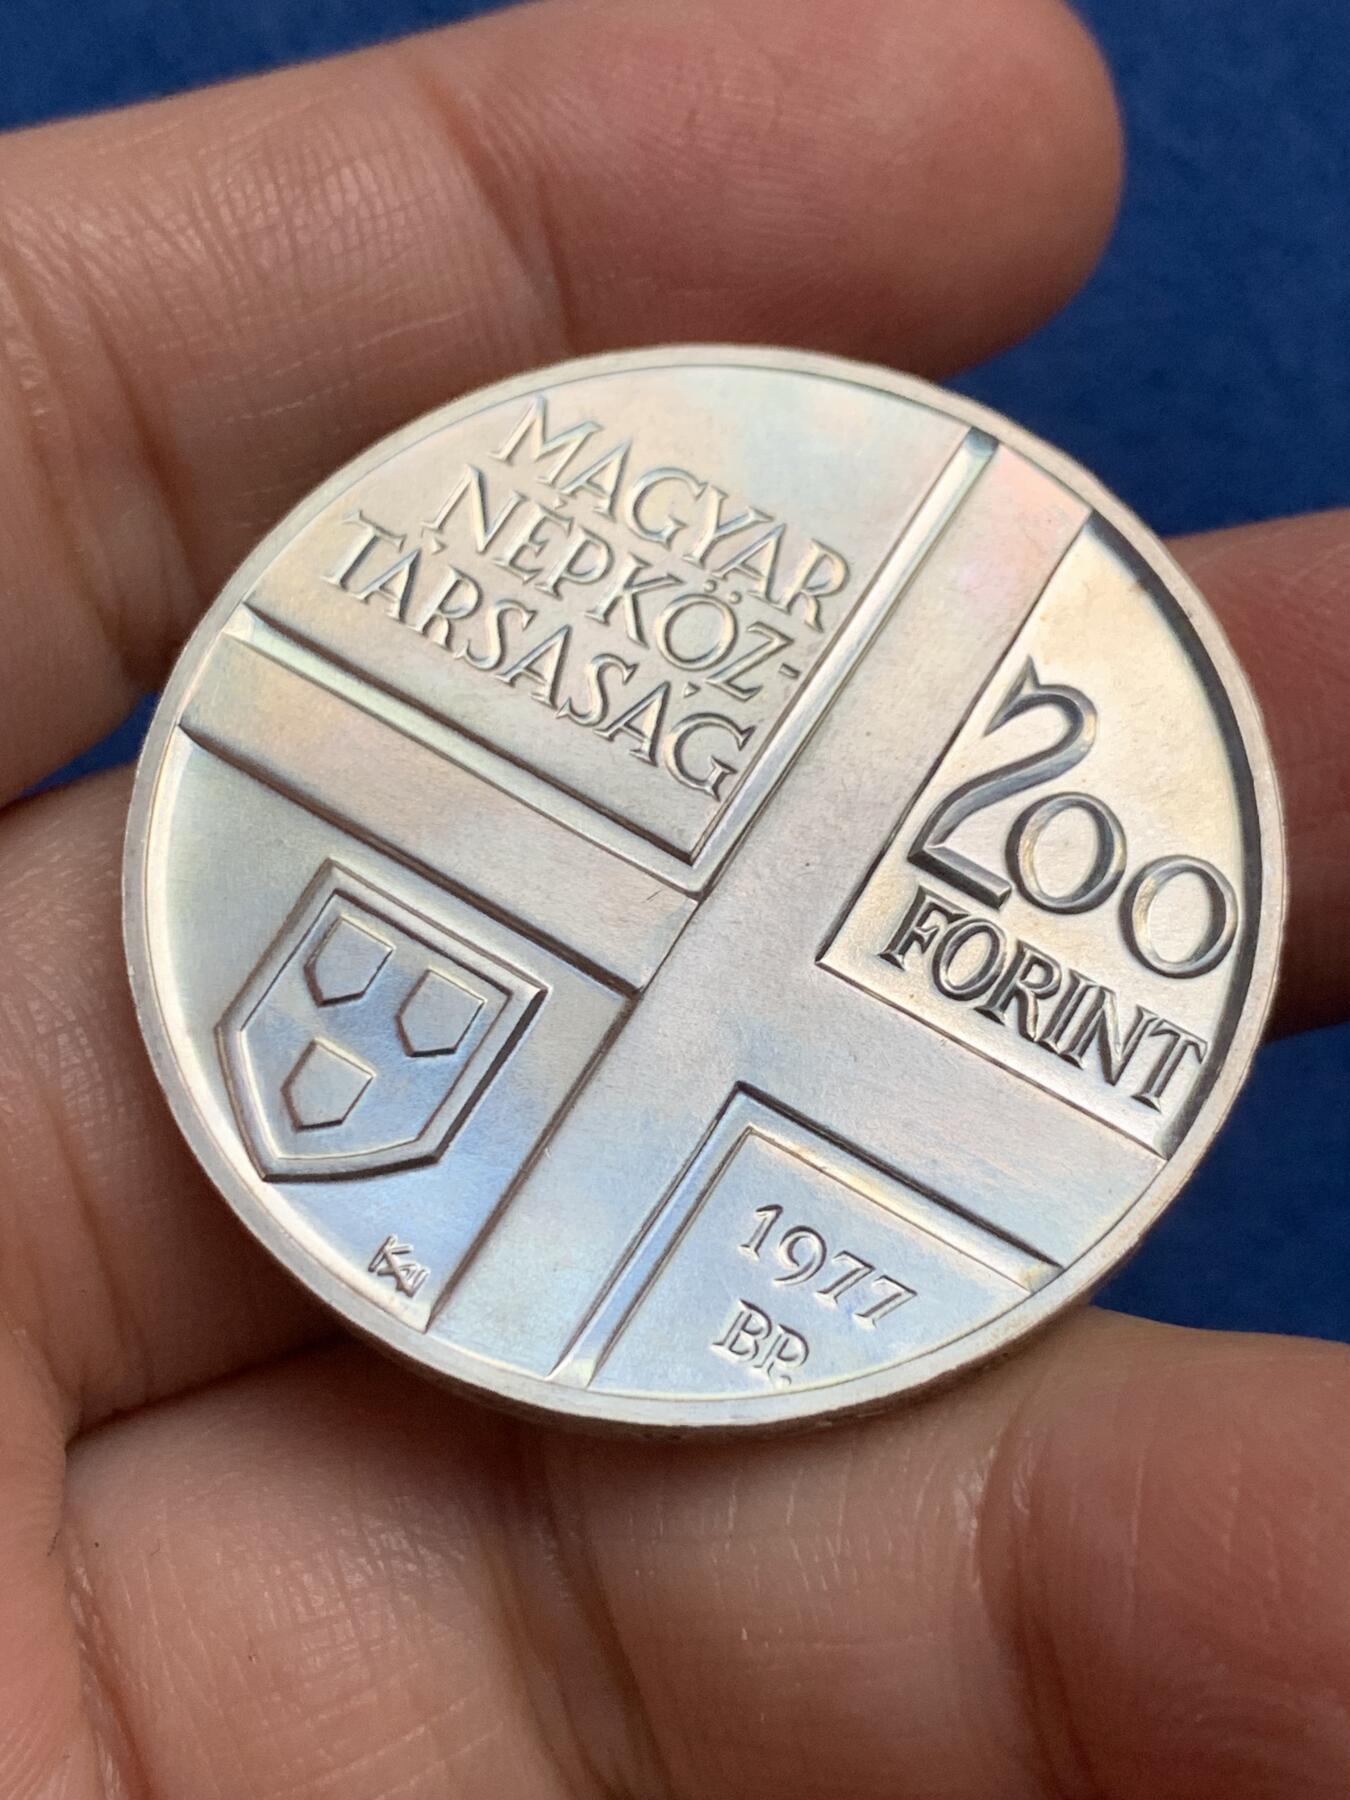 MAGYAR
NÉPKÖZ-
TÁRSASÁG
200
FORINT
1977
BP.